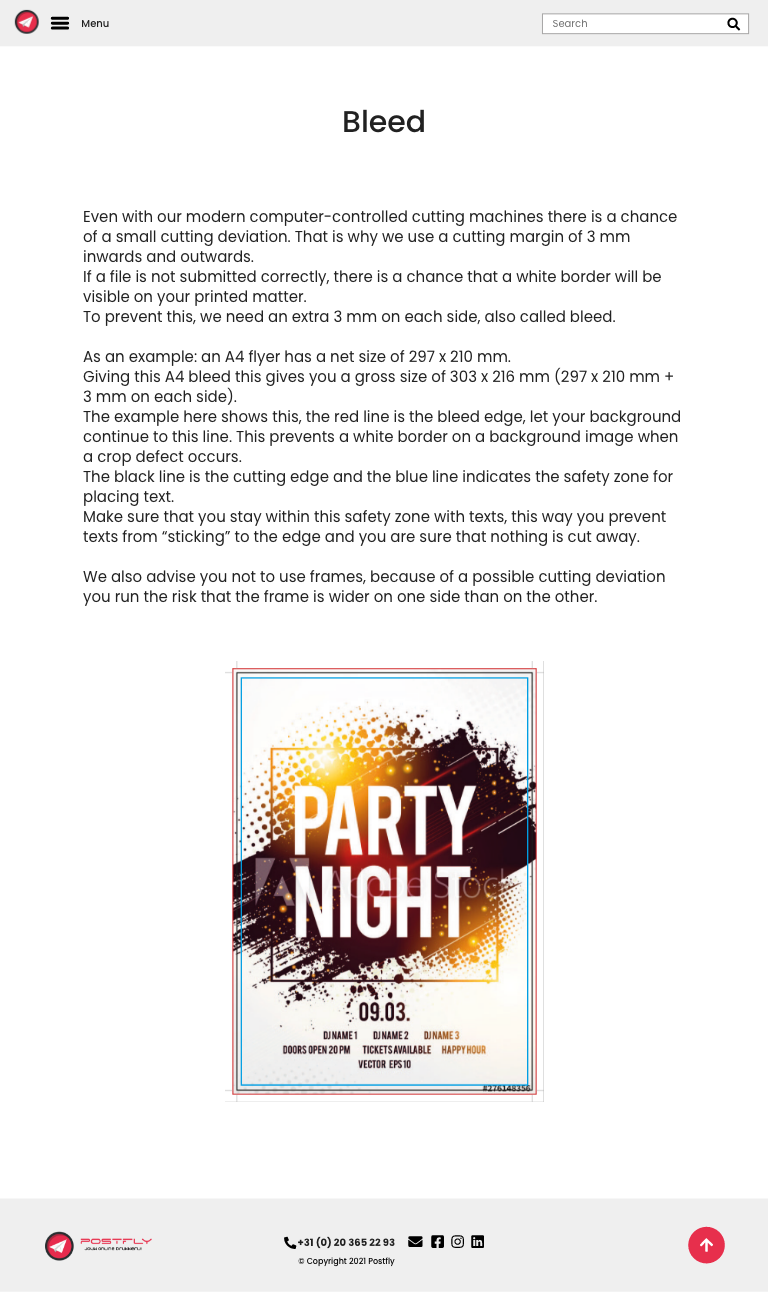 Menu
Search
Bleed
Even with our modern computer-controlled cutting machines there is a chance
of a small cutting deviation. That is why we use a cutting margin of 3 mm
inwards and outwards.
If a file is not submitted correctly, there is a chance that a white border will be
visible on your printed matter.
To prevent this, we need an extra 3 mm on each side, also called bleed.
As an example: an A4 flyer has a net size of 297 x 210 mm.
Giving this A4 bleed this gives you a gross size of 303 x 216 mm (297 x 210 mm +
3 mm on each side).
The example here shows this, the red line is the bleed edge, let your background
continue to this line. This prevents a white border on a background image when
a crop defect occurs.
The black line is the cutting edge and the blue line indicates the safety zone for
placing text.
Make sure that you stay within this safety zone with texts, this way you prevent
texts from “sticking” to the edge and you are sure that nothing is cut away.
We also advise you not to use frames, because of a possible cutting deviation
you run the risk that the frame is wider on one side than on the other.
PARTY
Adobe Stock
NIGHT
09.03.
DJ NAME 1 DJ NAME 2 DJ NAME 3
DOORS OPEN 20 PM TICKETS AVAILABLE HAPPY HOUR
VECTOR EPS10
#276148356
POSTFLY
JOUW ONLINE DRUKKERIJ!
+31 (0) 20 365 22 93
© Copyright 2021 Postfly